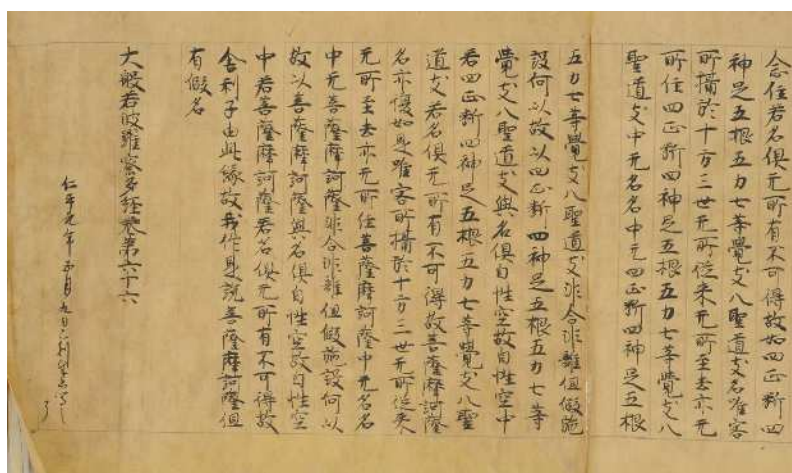 念住若名俱无所有不可得故如四正斷四
神足五根五力七等覺支八聖道支名唯客
所攝於十方三世无所從來无所至去亦无
所住四正斷四神足五根五力七等覺支八
聖道支中无名名中无四正斷四神足五根
五力七等覺支八聖道支非合非離但假施
設何以故以四正斷四神足五根五力七等
覺支八聖道支與名俱自性空故自性空中
若四正斷四神足五根五力七等覺支八聖
道支若名俱无所有不可得故菩薩摩訶薩
名亦復如是唯客所攝於十方三世无所從來
无所至去亦无所住菩薩摩訶薩中无名名
中无菩薩摩訶薩非合非離但假施設何以
故以菩薩摩訶薩與名俱自性空故自性空
中若菩薩摩訶薩若名俱无所有不可得故
舍利子由此緣故我作是說菩薩摩訶薩但
有假名
大般若波羅蜜多經卷第六十六
仁平元年 月九日